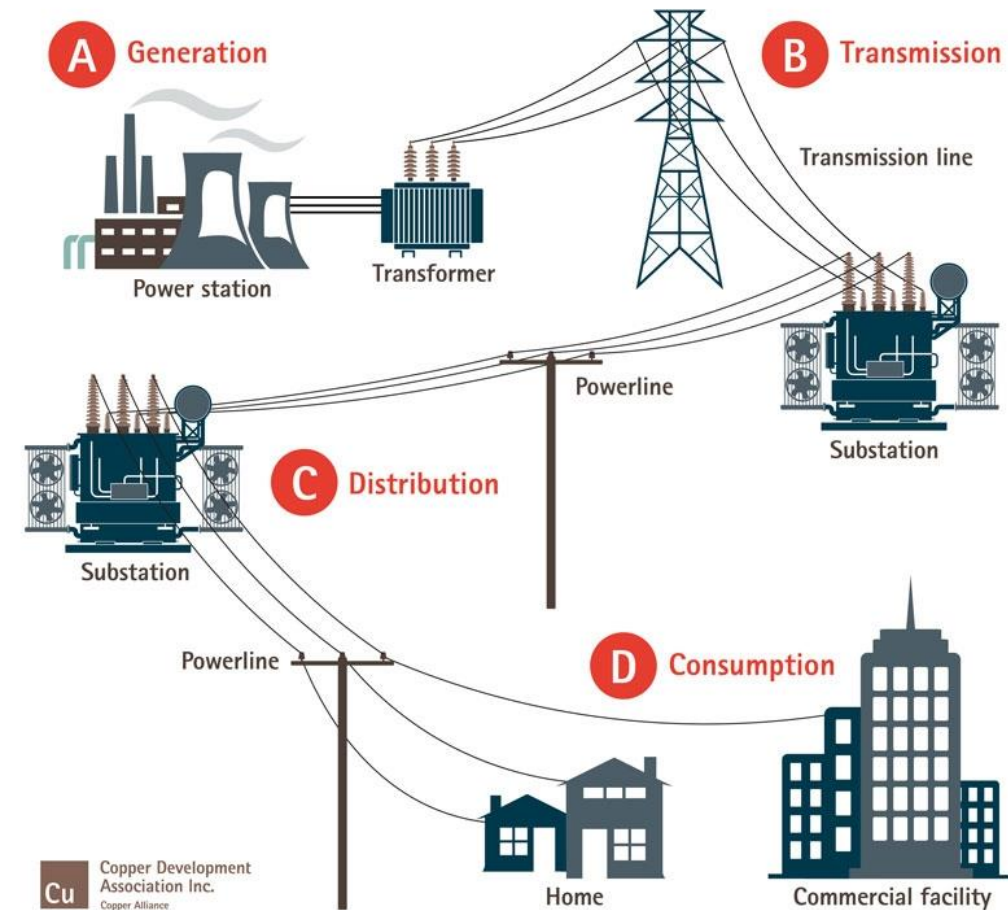 A Generation
B Transmission
Transmission line
Transformer
Power station
Powerline
Substation
C Distribution
Substation
Powerline
D Consumption
Home
Commercial facility
Cu
Copper Development
Association Inc.
Copper Alliance